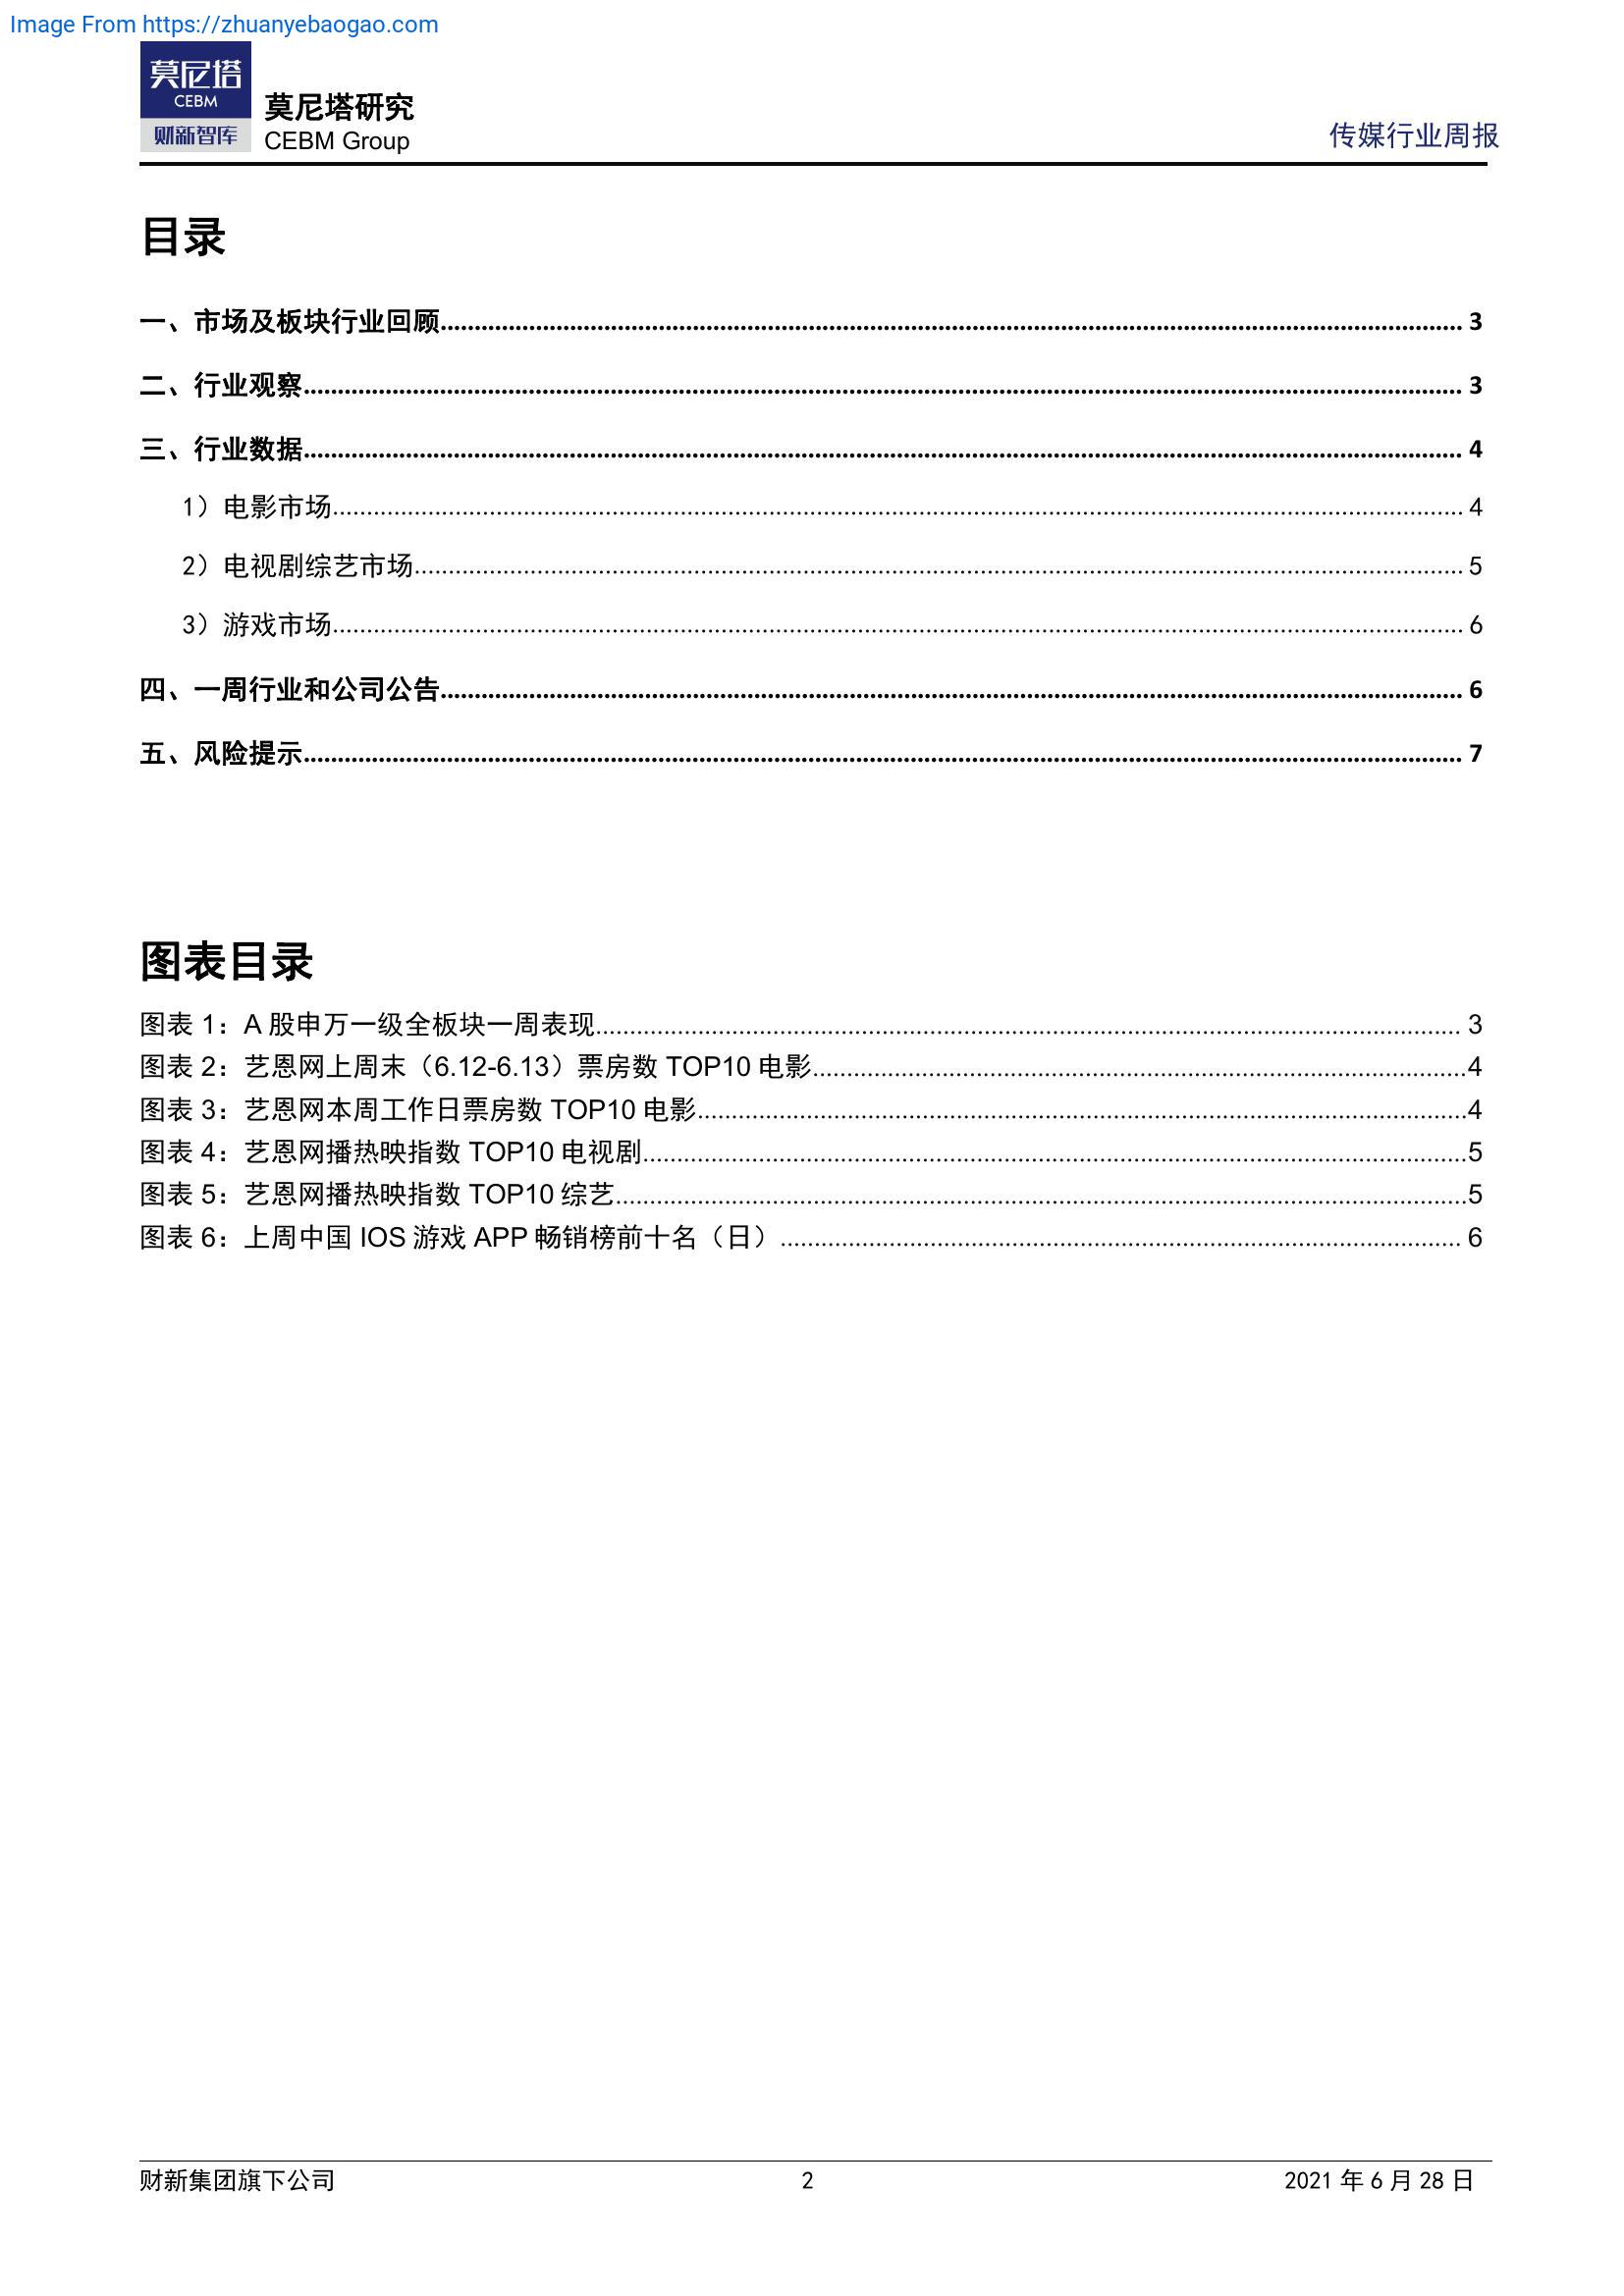 Image From https://zhuanyebaogao.com
莫尼塔
CEBM
财新智库
莫尼塔研究
CEBM Group
传媒行业周报
目录
一、市场及板块行业回顾 3
二、行业观察 3
三、行业数据 4
1）电影市场 4
2）电视剧综艺市场 5
3）游戏市场 6
四、一周行业和公司公告 6
五、风险提示 7
图表目录
图表 1：A 股申万一级全板块一周表现 3
图表 2：艺恩网上周末（6.12-6.13）票房数 TOP10 电影 4
图表 3：艺恩网本周工作日票房数 TOP10 电影 4
图表 4：艺恩网播热映指数 TOP10 电视剧 5
图表 5：艺恩网播热映指数 TOP10 综艺 5
图表 6：上周中国 IOS 游戏 APP 畅销榜前十名（日） 6
财新集团旗下公司 2 2021 年 6 月 28 日